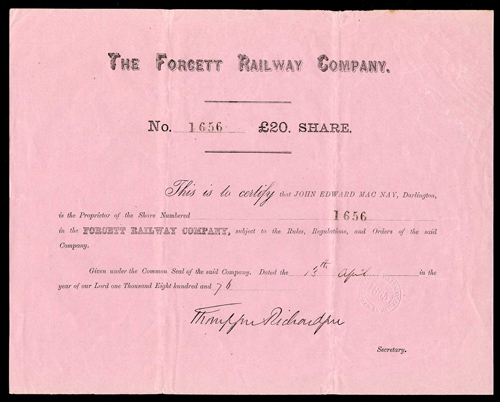 THE FORCETT RAILWAY COMPANY.
No. 1656 £20. SHARE.
This is to certify that JOHN EDWARD MAC NAY, Darlington,
is the Proprietor of the Share Numbered 1656
in the FORCETT RAILWAY COMPANY, subject to the Rules, Regulations, and Orders of the said
Company.
Given under the Common Seal of the said Company. Dated the 13th April in the
year of our Lord one Thousand Eight hundred and 76
Thompson Richardson
Secretary.